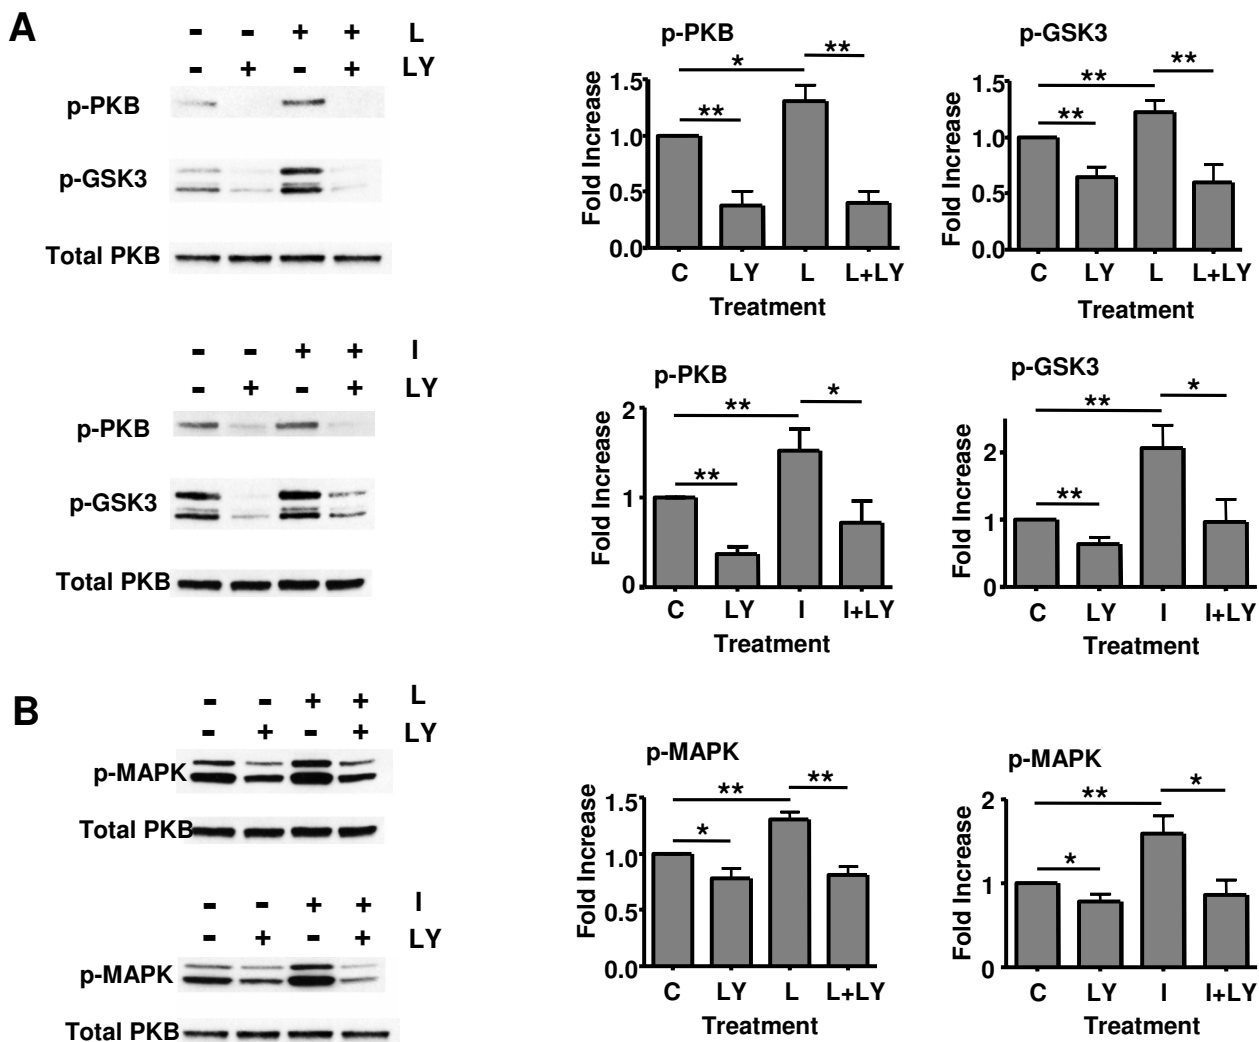 A
- - + + L
- + - + LY
p-PKB
p-GSK3
Total PKB
p-PKB
* **
**
Fold Increase
1.5
1.0
0.5
0.0
C LY L L+LY
Treatment
p-GSK3
** **
**
Fold Increase
1.5
1.0
0.5
0.0
C LY L L+LY
Treatment
- - + + I
- + - + LY
p-PKB
p-GSK3
Total PKB
p-PKB
** *
**
Fold Increase
2
1
0
C LY I I+LY
Treatment
p-GSK3
** *
**
Fold Increase
2
1
0
C LY I I+LY
Treatment
B
- - + + L
- + - + LY
p-MAPK
Total PKB
- - + + I
- + - + LY
p-MAPK
Total PKB
p-MAPK
** **
*
Fold Increase
1.5
1.0
0.5
0.0
C LY L L+LY
Treatment
p-MAPK
** *
*
Fold Increase
2
1
0
C LY I I+LY
Treatment